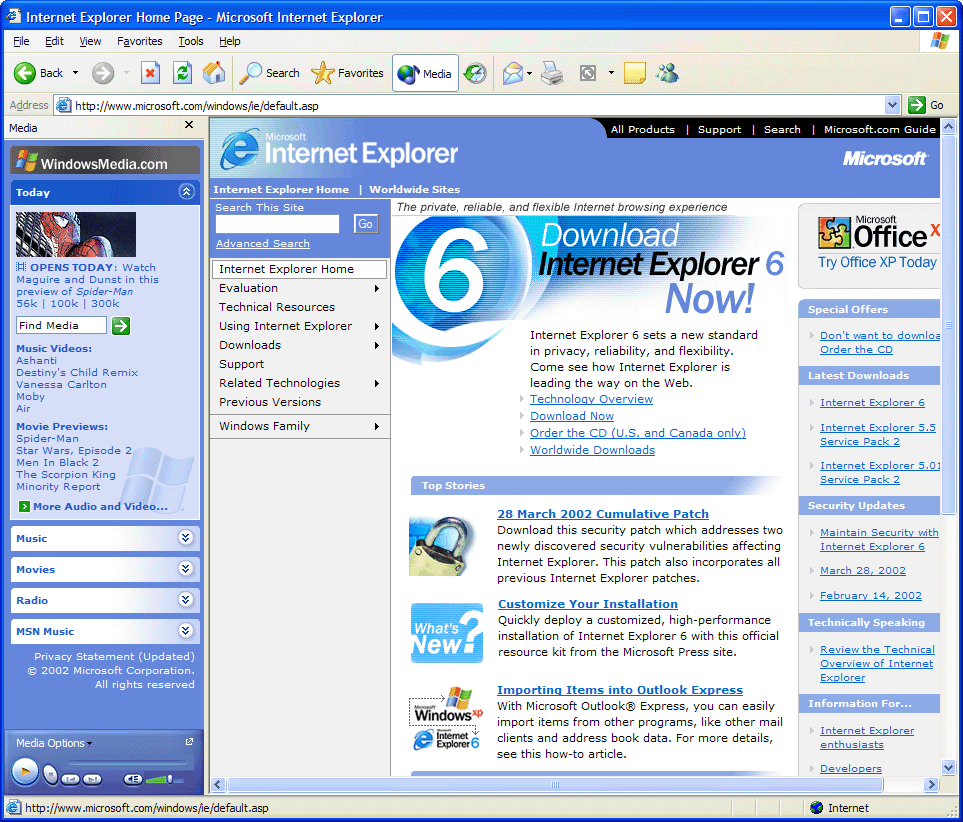 Internet Explorer Home Page - Microsoft Internet Explorer
File Edit View Favorites Tools Help
Back Search Favorites Media
Address http://www.microsoft.com/windows/ie/default.asp Go
Media
WindowsMedia.com
Today
OPENS TODAY: Watch
Maguire and Dunst in this
preview of Spider-Man
56k | 100k | 300k
Find Media
Music Videos:
Ashanti
Destiny's Child Remix
Vanessa Carlton
Moby
Air
Movie Previews:
Spider-Man
Star Wars, Episode 2
Men In Black 2
The Scorpion King
Minority Report
More Audio and Video...
Music
Movies
Radio
MSN Music
Privacy Statement (Updated)
© 2002 Microsoft Corporation.
All rights reserved
Media Options
All Products | Support | Search | Microsoft.com Guide
Microsoft
Internet Explorer
Microsoft
Internet Explorer Home | Worldwide Sites
Search This Site
Go
Advanced Search
Internet Explorer Home
Evaluation
Technical Resources
Using Internet Explorer
Downloads
Support
Related Technologies
Previous Versions
Windows Family
The private, reliable, and flexible Internet browsing experience
6
Download
Internet Explorer 6
Now!
Internet Explorer 6 sets a new standard
in privacy, reliability, and flexibility.
Come see how Internet Explorer is
leading the way on the Web.
Technology Overview
Download Now
Order the CD (U.S. and Canada only)
Worldwide Downloads
Top Stories
28 March 2002 Cumulative Patch
Download this security patch which addresses two
newly discovered security vulnerabilities affecting
Internet Explorer. This patch also incorporates all
previous Internet Explorer patches.
What's
New?
Customize Your Installation
Quickly deploy a customized, high-performance
installation of Internet Explorer 6 with this official
resource kit from the Microsoft Press site.
Microsoft
Windows xp
Microsoft
Internet
Explorer 6
Importing Items into Outlook Express
With Microsoft Outlook® Express, you can easily
import items from other programs, like other mail
clients and address book data. For more details,
see this how-to article.
Microsoft
Office X
Try Office XP Today
Special Offers
Don't want to downloa
Order the CD
Latest Downloads
Internet Explorer 6
Internet Explorer 5.5
Service Pack 2
Internet Explorer 5.01
Service Pack 2
Security Updates
Maintain Security with
Internet Explorer 6
March 28, 2002
February 14, 2002
Technically Speaking
Review the Technical
Overview of Internet
Explorer
Information For...
Internet Explorer
enthusiasts
Developers
http://www.microsoft.com/windows/ie/default.asp Internet